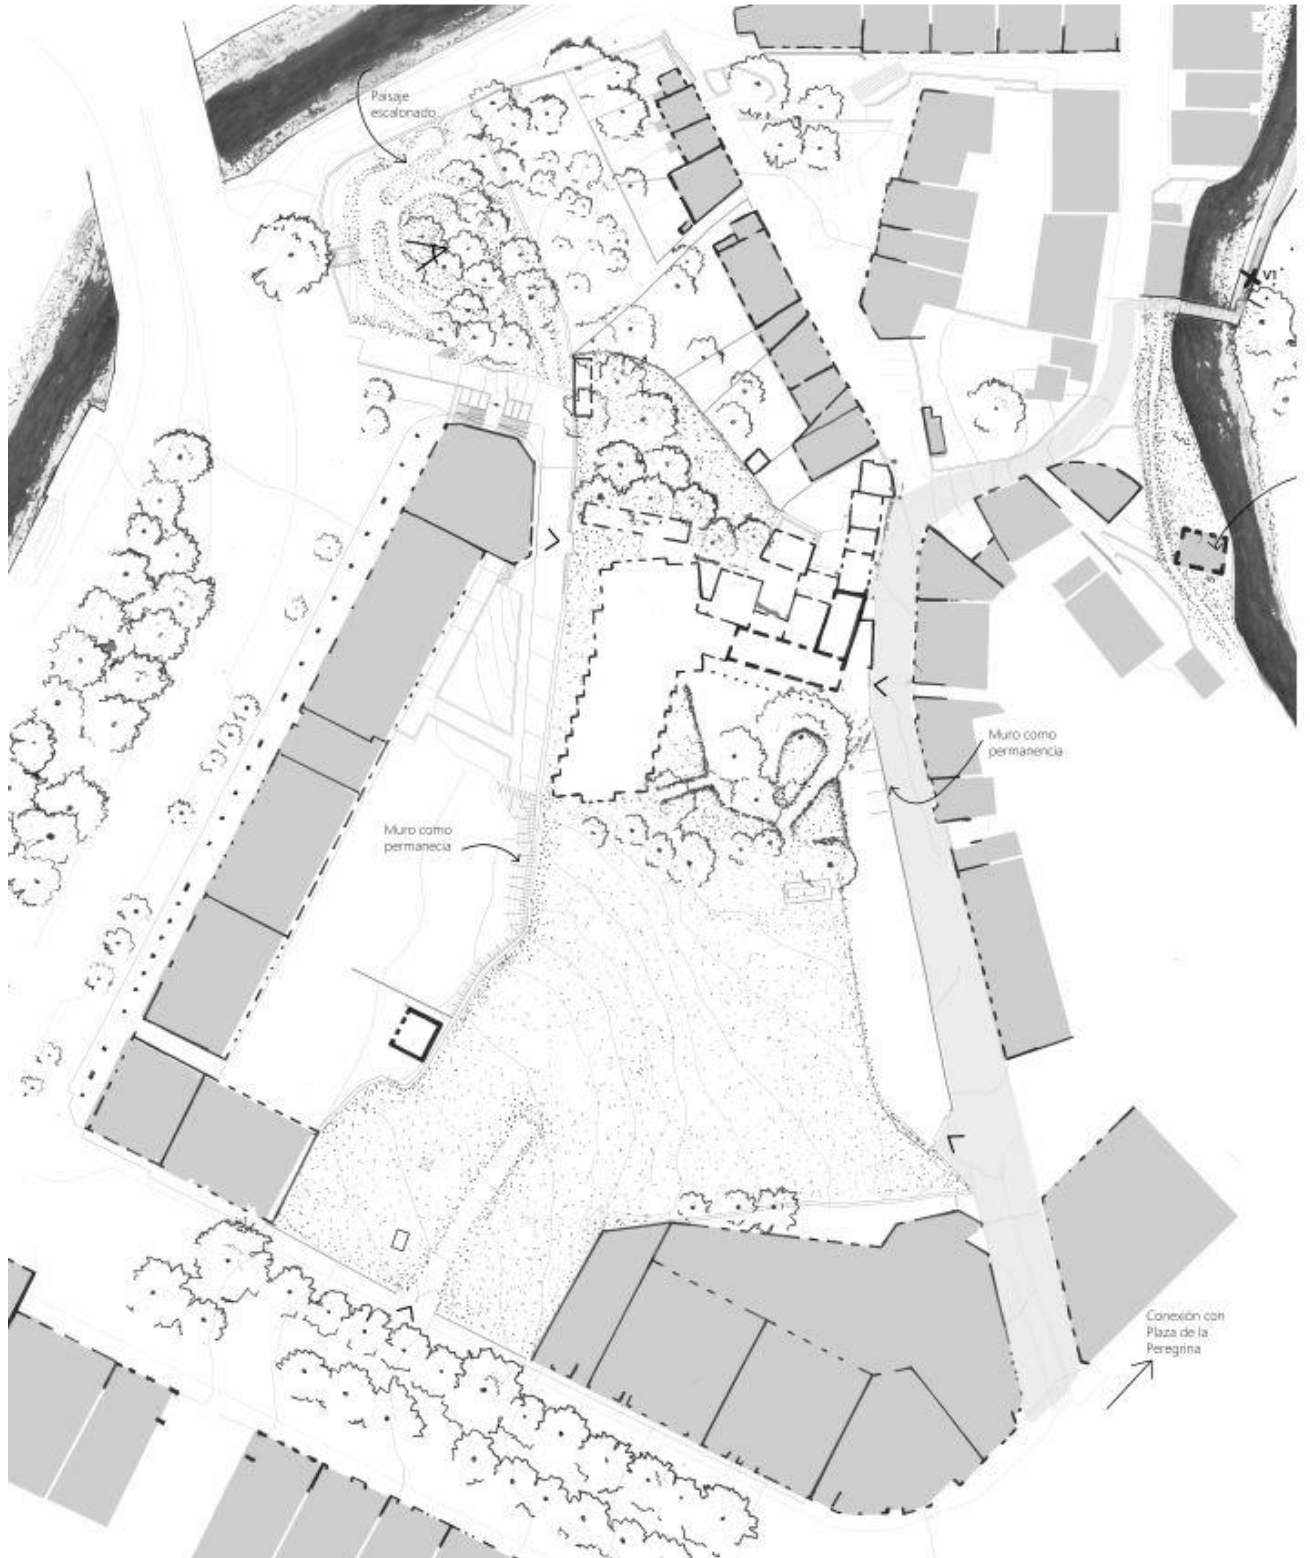 Paisaje
escalonado
V1
Muro como
permanencia
Muro como
permanecia
Conexión con
Plaza de la
Peregrina